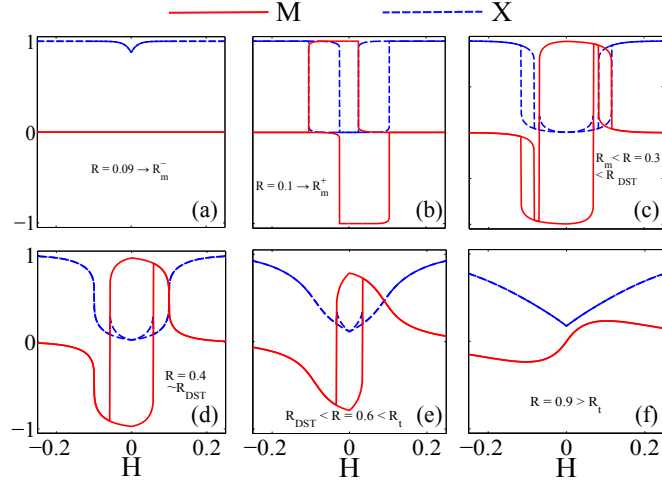 M X
1
0
−1
R = 0.09 → R_m^−
(a)
R = 0.1 → R_m^+
(b)
R_m < R = 0.3
< R_DST
(c)
1
0
−1
R = 0.4
~R_DST
(d)
R_DST < R = 0.6 < R_t
(e)
R = 0.9 > R_t
(f)
−0.2 0 0.2
−0.2 0 0.2
−0.2 0 0.2
H H H